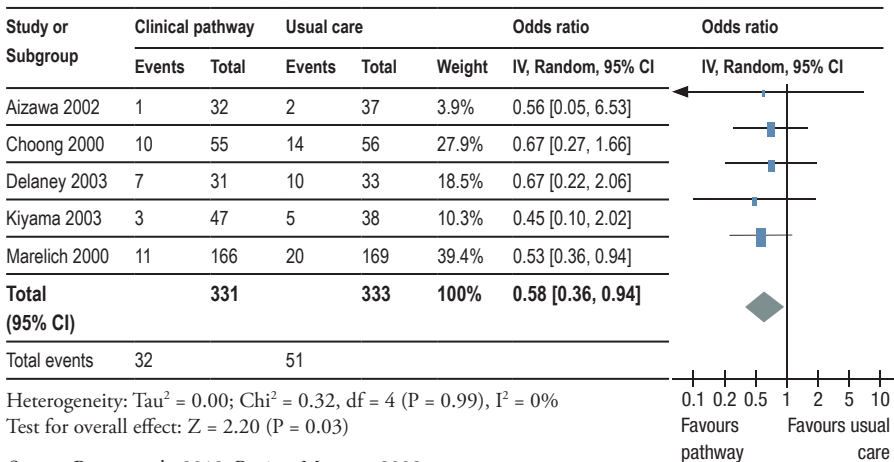 Study or Subgroup Clinical pathway Usual care Odds ratio Odds ratio
Events Total Events Total Weight IV, Random, 95% CI IV, Random, 95% CI
Aizawa 2002 1 32 2 37 3.9% 0.56 [0.05, 6.53]
Choong 2000 10 55 14 56 27.9% 0.67 [0.27, 1.66]
Delaney 2003 7 31 10 33 18.5% 0.67 [0.22, 2.06]
Kiyama 2003 3 47 5 38 10.3% 0.45 [0.10, 2.02]
Marelich 2000 11 166 20 169 39.4% 0.53 [0.36, 0.94]
Total 331 333 100% 0.58 [0.36, 0.94]
(95% CI)
Total events 32 51
Heterogeneity: Tau² = 0.00; Chi² = 0.32, df = 4 (P = 0.99), I² = 0%
Test for overall effect: Z = 2.20 (P = 0.03)
0.1 0.2 0.5 1 2 5 10
Favours pathway
Favours usual care